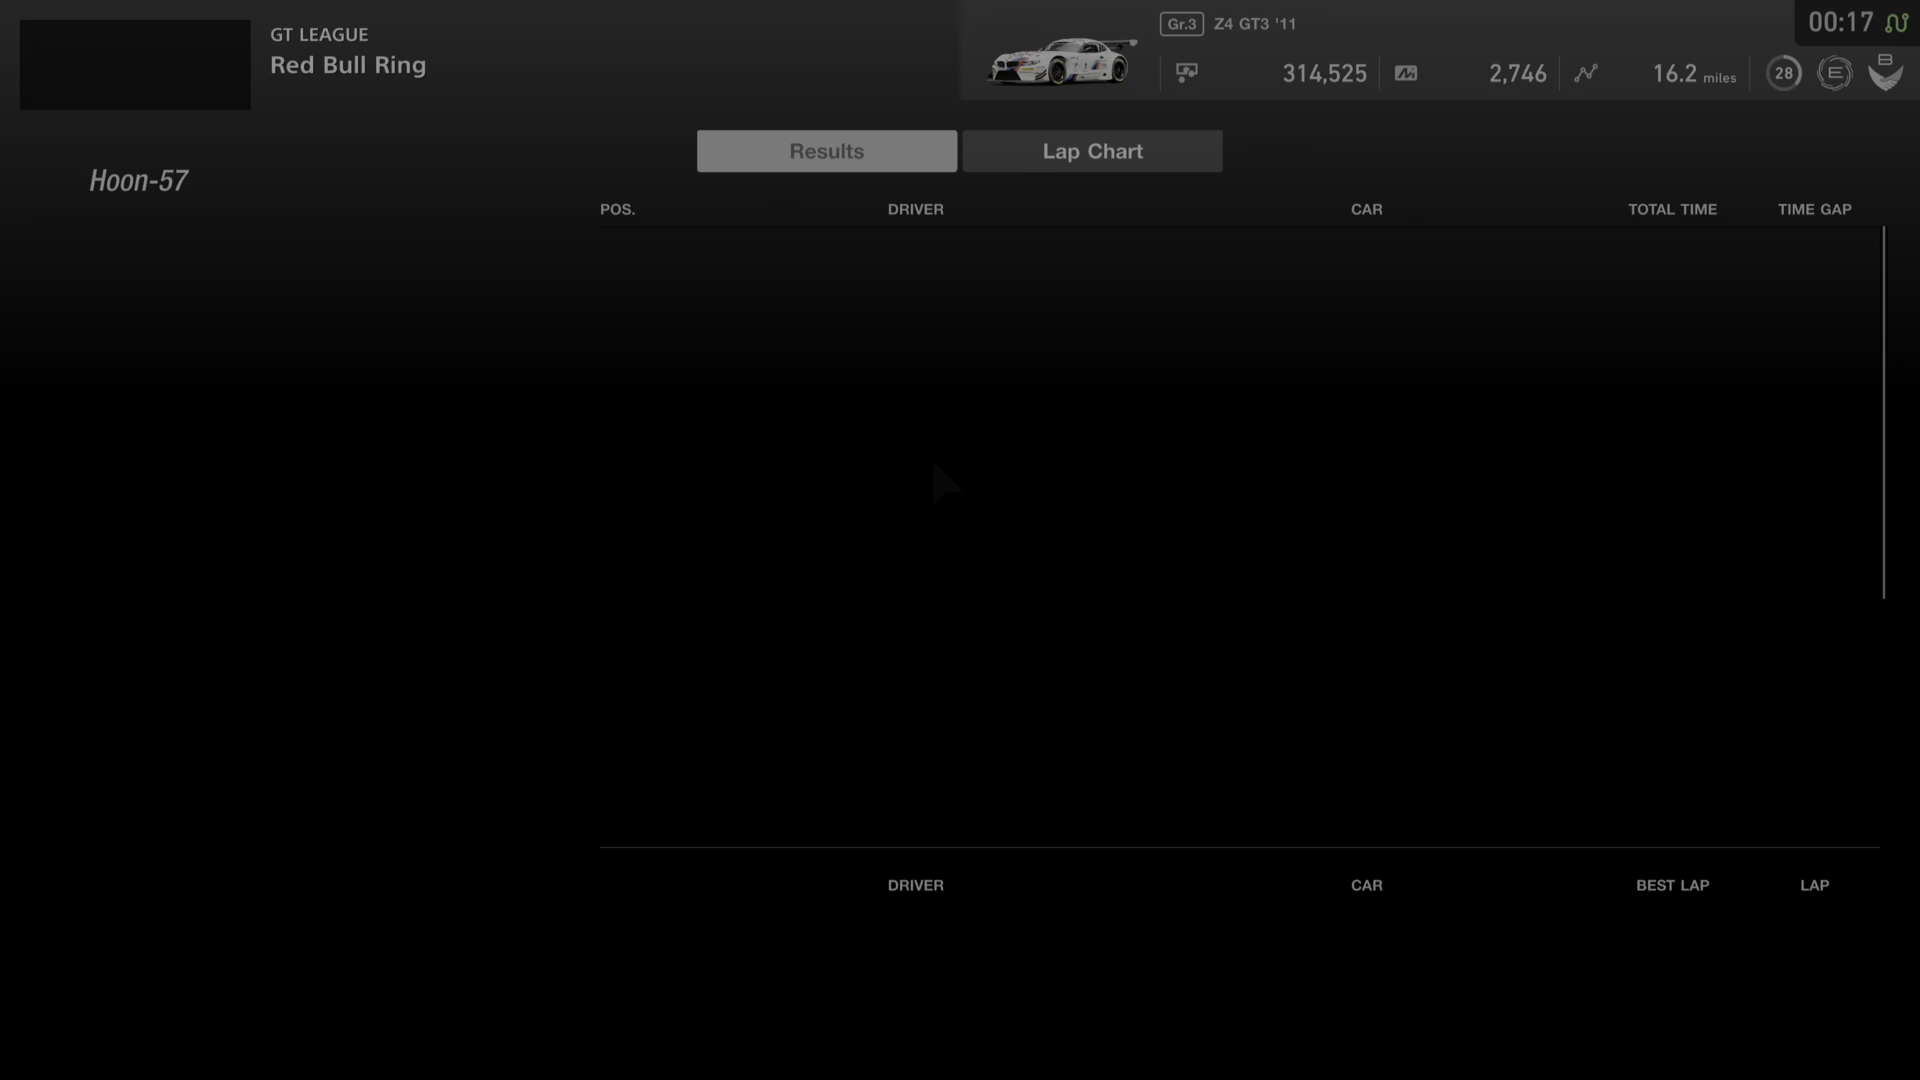 GT LEAGUE
Red Bull Ring
Gr.3 Z4 GT3 '11
00:17
314,525 2,746 16.2 miles 28 E B
Results Lap Chart
Hoon-57
POS. DRIVER CAR TOTAL TIME TIME GAP
DRIVER CAR BEST LAP LAP